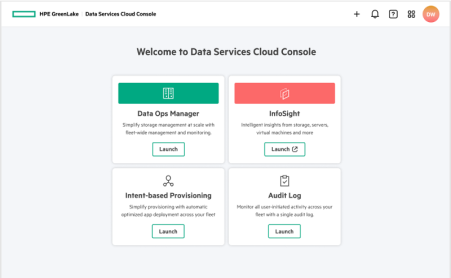 HPE GreenLake Data Services Cloud Console
DW
Welcome to Data Services Cloud Console
Data Ops Manager
Simplify storage management at scale with
fleet-wide management and monitoring.
Launch
InfoSight
Intelligent insights from storage, servers,
virtual machines and more
Launch
Intent-based Provisioning
Simplify provisioning with automatic
optimized app deployment across your fleet
Launch
Audit Log
Monitor all user-initiated activity across your
fleet with a single audit log.
Launch